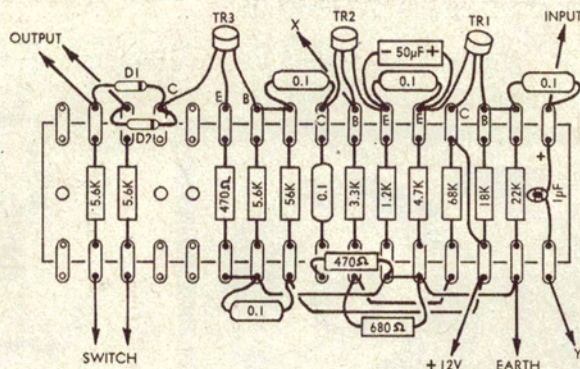 TR3
TR2
TR1
INPUT
OUTPUT
X
D1
C
- 50µF +
0.1
0.1
0.1
E
B
C
B
E
E
C
B
D2
5.6K
5.6K
470Ω
5.6K
56K
0.1
3.3K
1.2K
4.7K
68K
18K
22K
+
1µF
470Ω
0.1
680Ω
SWITCH
+12V
EARTH
Y